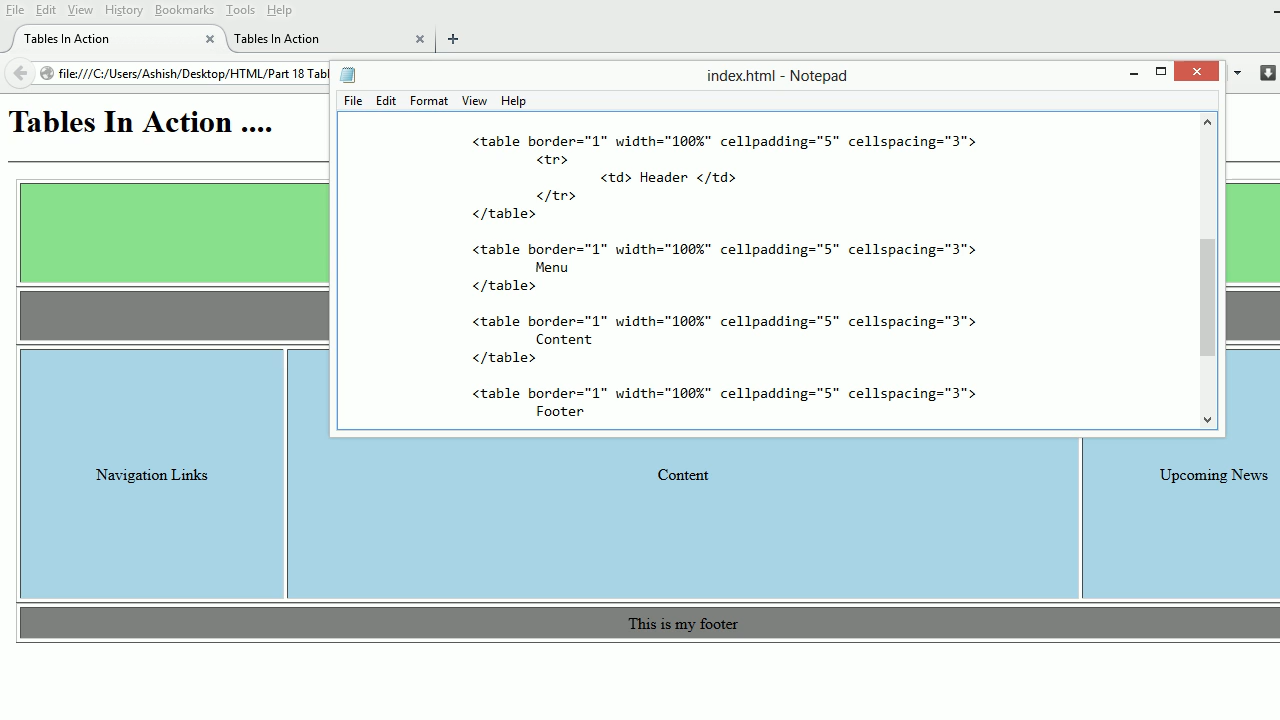 File Edit View History Bookmarks Tools Help
Tables In Action
Tables In Action
file:///C:/Users/Ashish/Desktop/HTML/Part 18 Tabl
index.html - Notepad
File Edit Format View Help
Tables In Action ....
<table border="1" width="100%" cellpadding="5" cellspacing="3">
<tr>
<td> Header </td>
</tr>
</table>
<table border="1" width="100%" cellpadding="5" cellspacing="3">
Menu
</table>
<table border="1" width="100%" cellpadding="5" cellspacing="3">
Content
</table>
<table border="1" width="100%" cellpadding="5" cellspacing="3">
Footer
Navigation Links
Content
Upcoming News
This is my footer